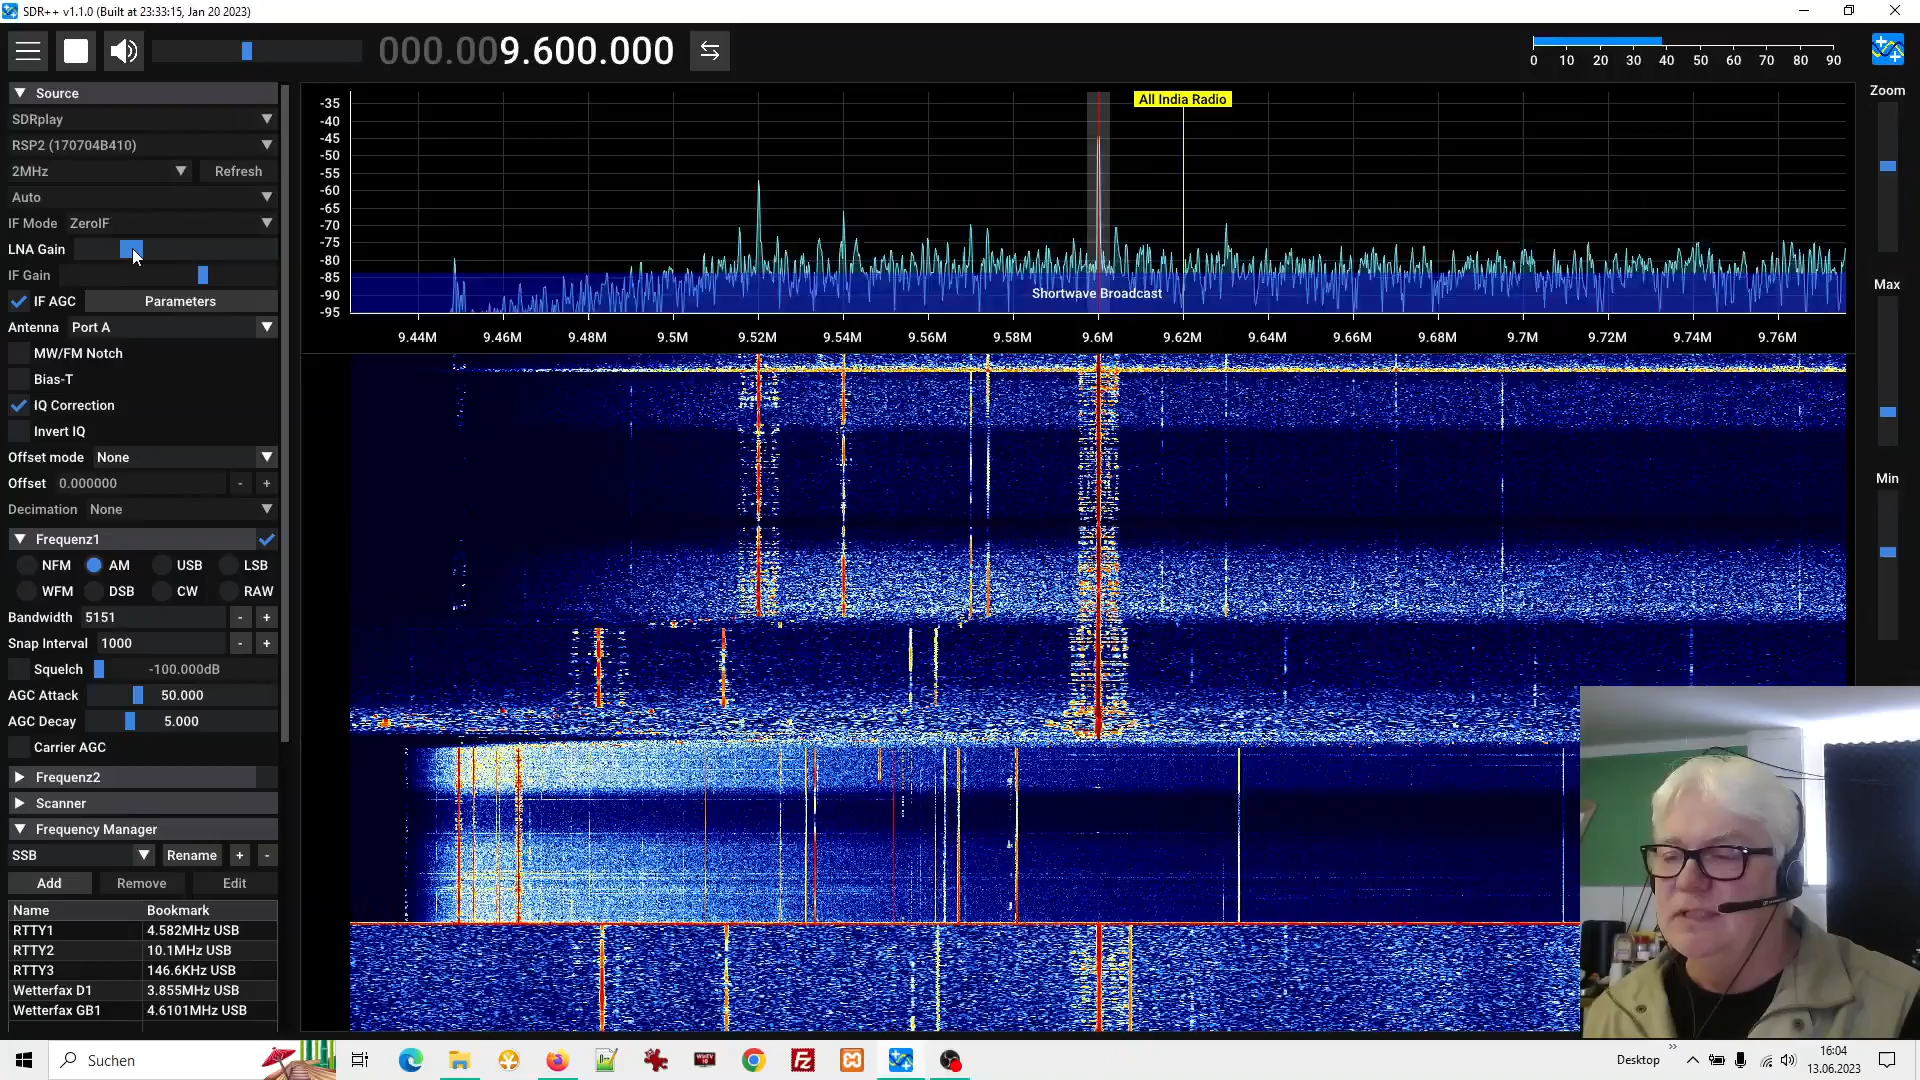 SDR++ v1.1.0 (Built at 23:33:15, Jan 20 2023)
000.009.600.000
0 10 20 30 40 50 60 70 80 90
Source
SDRplay
RSP2 (170704B410)
2MHz Refresh
Auto
IF Mode ZeroIF
LNA Gain
IF Gain
IF AGC Parameters
Antenna Port A
MW/FM Notch
Bias-T
IQ Correction
Invert IQ
Offset mode None
Offset 0.000000 - +
Decimation None
Frequenz1
NFM AM USB LSB
WFM DSB CW RAW
Bandwidth 5151 - +
Snap Interval 1000 - +
Squelch -100.000dB
AGC Attack 50.000
AGC Decay 5.000
Carrier AGC
Frequenz2
Scanner
Frequency Manager
SSB Rename + -
Add Remove Edit
Name Bookmark
RTTY1 4.582MHz USB
RTTY2 10.1MHz USB
RTTY3 146.6KHz USB
Wetterfax D1 3.855MHz USB
Wetterfax GB1 4.6101MHz USB
All India Radio
-35
-40
-45
-50
-55
-60
-65
-70
-75
-80
-85
-90
-95
Shortwave Broadcast
9.44M 9.46M 9.48M 9.5M 9.52M 9.54M 9.56M 9.58M 9.6M 9.62M 9.64M 9.66M 9.68M 9.7M 9.72M 9.74M 9.76M
Zoom
Max
Min
Suchen
Desktop
16:04
13.06.2023